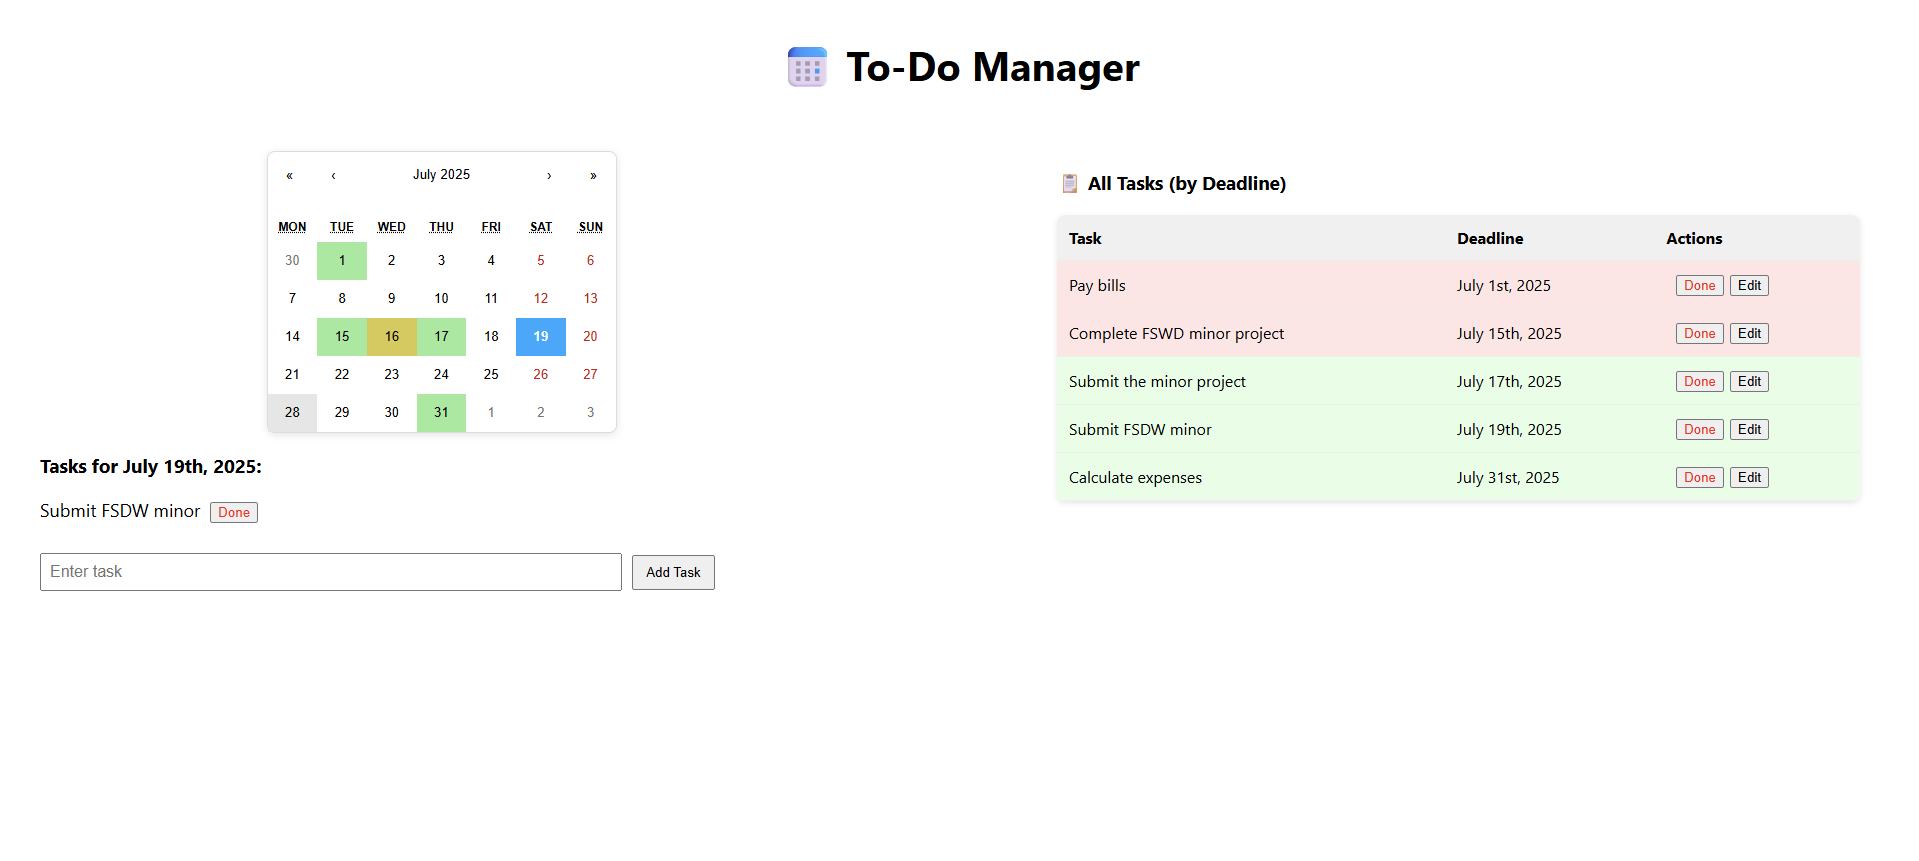 To-Do Manager
« ‹ July 2025 › »
MON TUE WED THU FRI SAT SUN
30 1 2 3 4 5 6
7 8 9 10 11 12 13
14 15 16 17 18 19 20
21 22 23 24 25 26 27
28 29 30 31 1 2 3
Tasks for July 19th, 2025:
Submit FSDW minor Done
Enter task Add Task
All Tasks (by Deadline)
Task Deadline Actions
Pay bills July 1st, 2025 Done Edit
Complete FSWD minor project July 15th, 2025 Done Edit
Submit the minor project July 17th, 2025 Done Edit
Submit FSDW minor July 19th, 2025 Done Edit
Calculate expenses July 31st, 2025 Done Edit